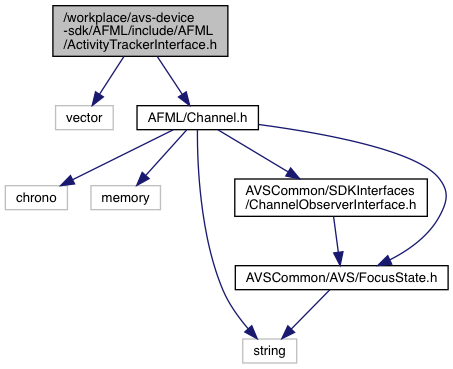 /workplace/avs-device
-sdk/AFML/include/AFML
/ActivityTrackerInterface.h
vector
AFML/Channel.h
chrono
memory
AVSCommon/SDKInterfaces
/ChannelObserverInterface.h
AVSCommon/AVS/FocusState.h
string